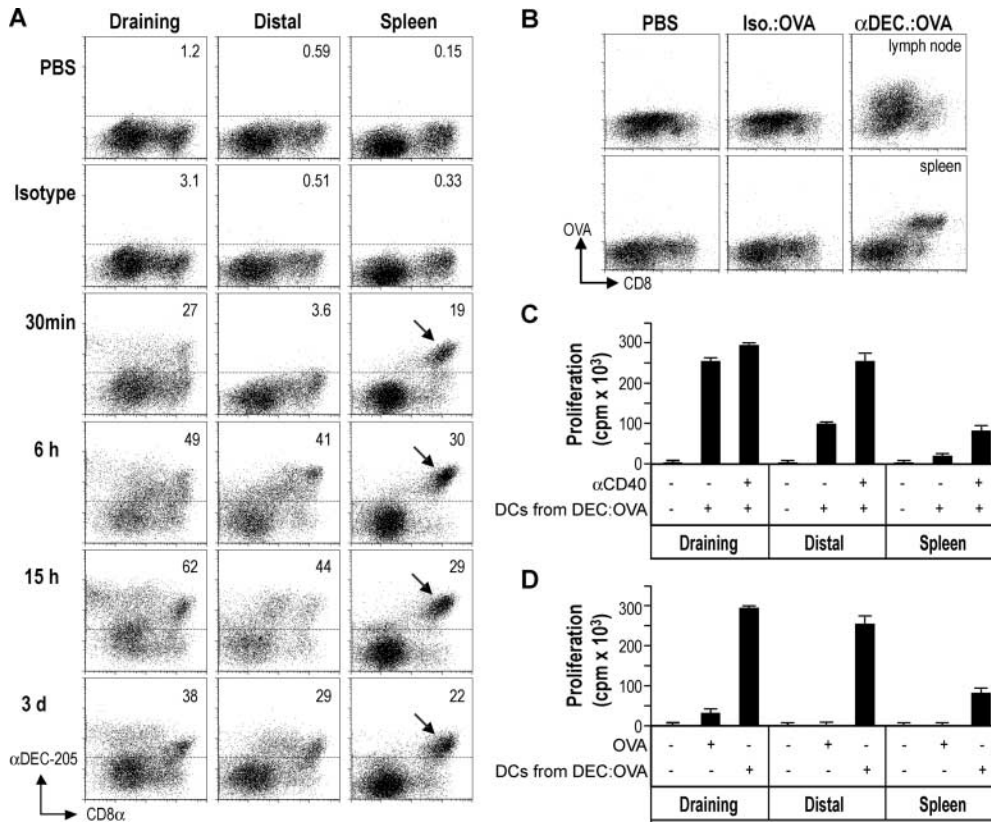 A
Draining Distal Spleen
PBS 1.2 0.59 0.15
Isotype 3.1 0.51 0.33
30min 27 3.6 19
6 h 49 41 30
15 h 62 44 29
3 d 38 29 22
αDEC-205
CD8α
B
PBS Iso.::OVA αDEC.:OVA
lymph node
spleen
OVA
CD8
C
Proliferation
(cpm x 10³)
300
200
100
0
αCD40 - - + - - + - - +
DCs from DEC:OVA - + + - + + - + +
Draining Distal Spleen
D
Proliferation
(cpm x 10³)
300
200
100
0
OVA - + - - + - - + -
DCs from DEC:OVA - - + - - + - - +
Draining Distal Spleen